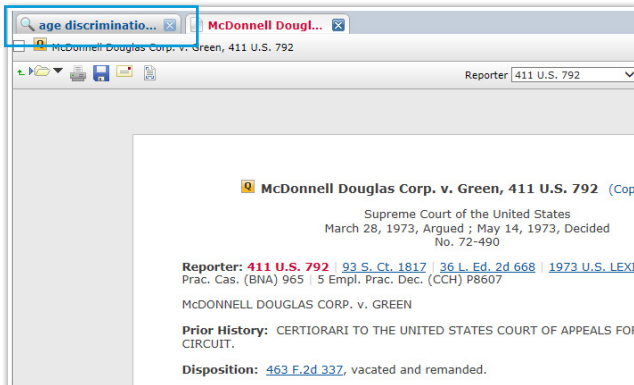 age discriminatio... McDonnell Dougl...
Q McDonnell Douglas Corp. v. Green, 411 U.S. 792
Reporter 411 U.S. 792
Q McDonnell Douglas Corp. v. Green, 411 U.S. 792 (Cop
Supreme Court of the United States
March 28, 1973, Argued ; May 14, 1973, Decided
No. 72-490
Reporter: 411 U.S. 792 | 93 S. Ct. 1817 | 36 L. Ed. 2d 668 | 1973 U.S. LEXI
Prac. Cas. (BNA) 965 | 5 Empl. Prac. Dec. (CCH) P8607
McDONNELL DOUGLAS CORP. v. GREEN
Prior History: CERTIORARI TO THE UNITED STATES COURT OF APPEALS FO
CIRCUIT.
Disposition: 463 F.2d 337, vacated and remanded.